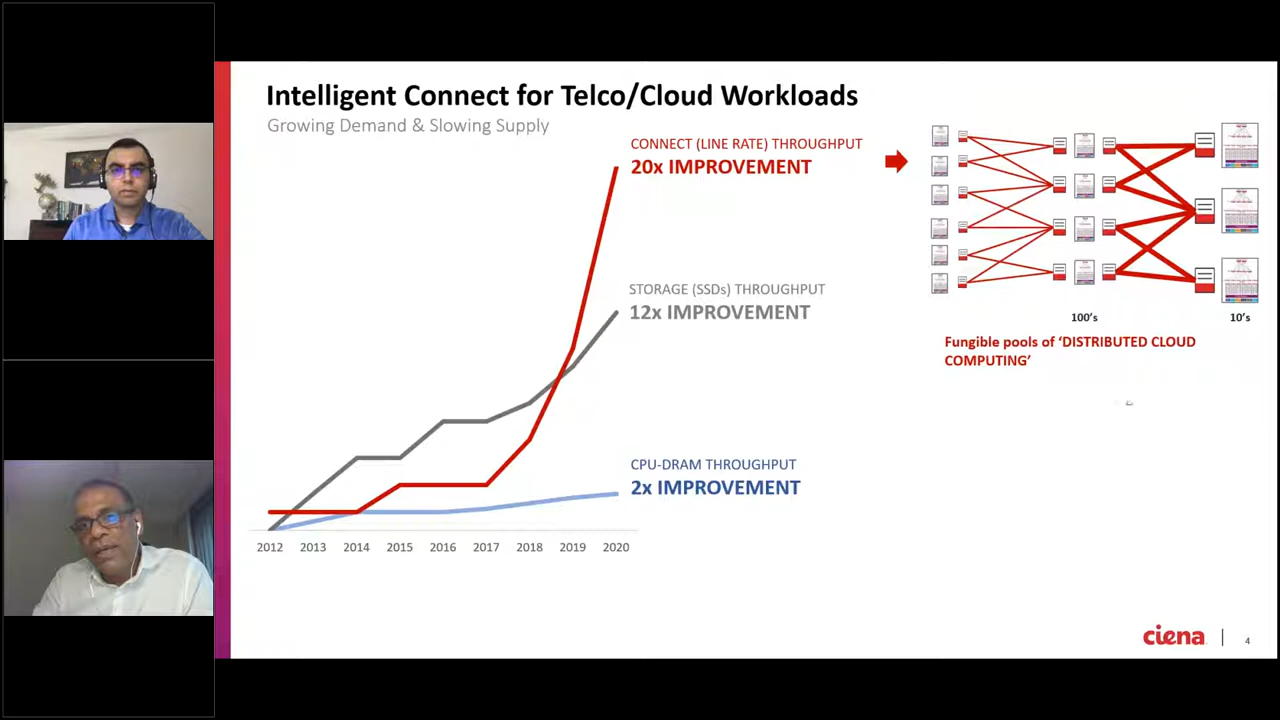 Intelligent Connect for Telco/Cloud Workloads
Growing Demand & Slowing Supply
CONNECT (LINE RATE) THROUGHPUT
20x IMPROVEMENT
STORAGE (SSDs) THROUGHPUT
12x IMPROVEMENT
CPU-DRAM THROUGHPUT
2x IMPROVEMENT
2012 2013 2014 2015 2016 2017 2018 2019 2020
100's 10's
Fungible pools of ‘DISTRIBUTED CLOUD
COMPUTING’
ciena
4